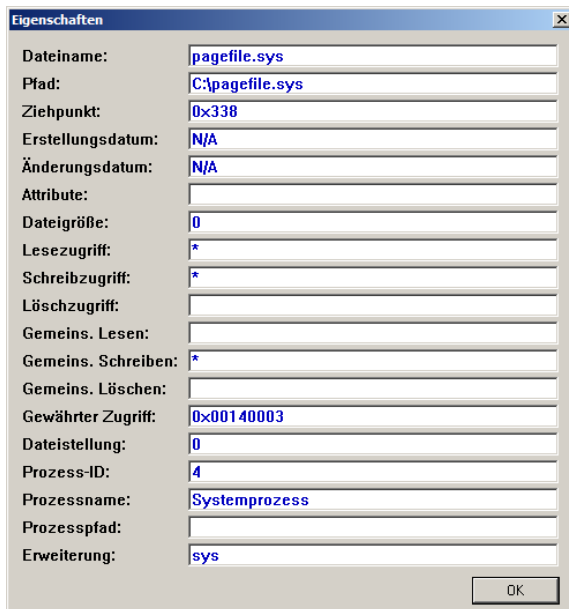 Eigenschaften
Dateiname: pagefile.sys
Pfad: C:\pagefile.sys
Ziehpunkt: 0x338
Erstellungsdatum: N/A
Änderungsdatum: N/A
Attribute:
Dateigröße: 0
Lesezugriff: *
Schreibzugriff: *
Löschzugriff:
Gemeins. Lesen:
Gemeins. Schreiben: *
Gemeins. Löschen:
Gewährter Zugriff: 0x00140003
Dateistellung: 0
Prozess-ID: 4
Prozessname: Systemprozess
Prozesspfad:
Erweiterung: sys
OK